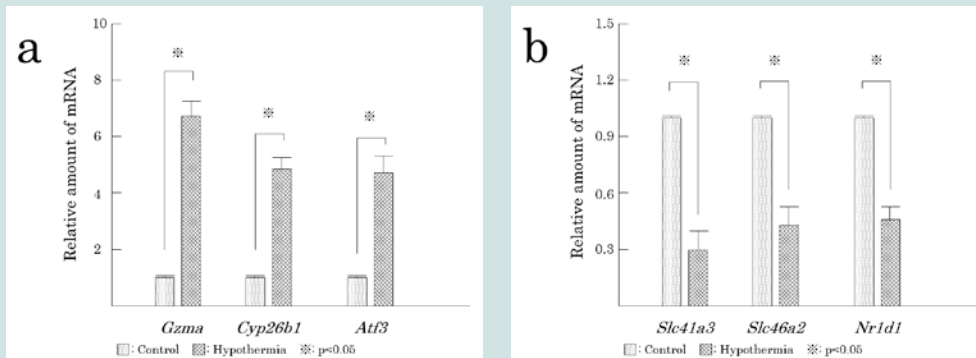 a
Relative amount of mRNA
10
8
6
4
2
※
※
※
Gzma Cyp26b1 Atf3
: Control : Hypothermia ※: p<0.05
b
Relative amount of mRNA
1.5
1.2
0.9
0.6
0.3
※ ※ ※
Slc41a3 Slc46a2 Nr1d1
: Control : Hypothermia ※: p<0.05